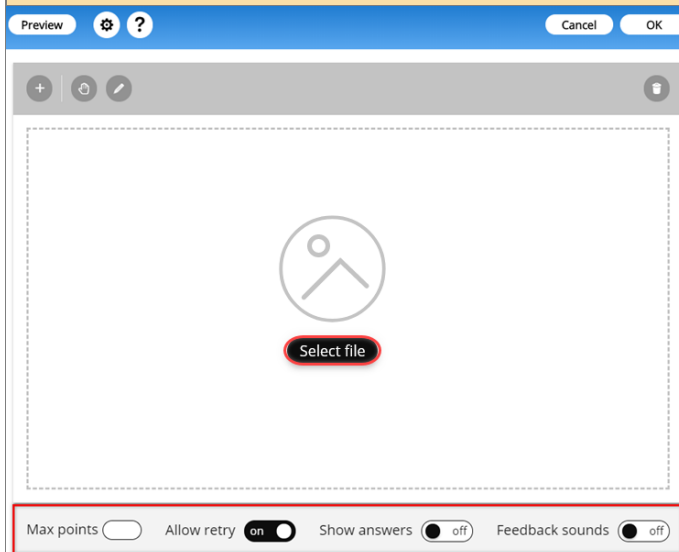 Preview ? Cancel OK
Select file
Max points Allow retry on Show answers off Feedback sounds off